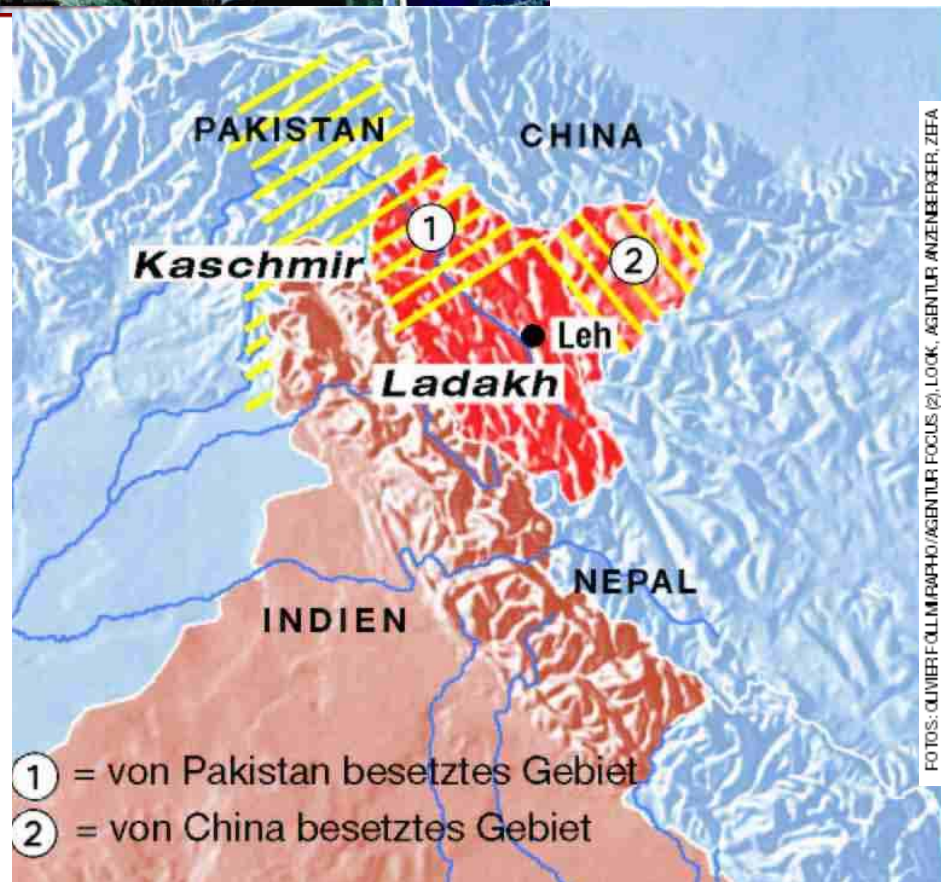 PAKISTAN
CHINA
1
2
Kaschmir
Leh
Ladakh
NEPAL
INDIEN
1 = von Pakistan besetztes Gebiet
2 = von China besetztes Gebiet
FOTOS: OLIVIER FÖLLMI/RAPHO/AGENTUR FOCUS (2), LOOK, AGENTUR ANZENBERGER, ZEFA